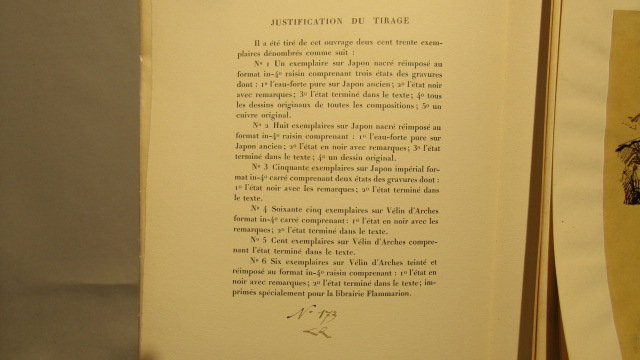 JUSTIFICATION DU TIRAGE
Il a été tiré de cet ouvrage deux cent trente exem-
plaires dénombrés comme suit :
Nº 1 Un exemplaire sur Japon nacré réimposé au
format in-4º raisin comprenant trois états des gravures
dont : 1º l'eau-forte pure sur Japon ancien; 2º l'état noir
avec remarques; 3º l'état terminé dans le texte; 4º tous
les dessins originaux de toutes les compositions; 5º un
cuivre original.
Nº 2 Huit exemplaires sur Japon nacré réimposé au
format in-4º raisin comprenant : 1º l'eau-forte pure sur
Japon ancien; 2º l'état en noir avec remarques; 3º l'état
terminé dans le texte; 4º un dessin original.
Nº 3 Cinquante exemplaires sur Japon impérial for-
mat in-4º carré comprenant deux états des gravures dont :
1º l'état noir avec les remarques; 2º l'état terminé dans
le texte.
Nº 4 Soixante cinq exemplaires sur Vélin d'Arches
format in-4º carré comprenant : 1º l'état en noir avec les
remarques; 2º l'état terminé dans le texte.
Nº 5 Cent exemplaires sur Vélin d'Arches compre-
nant l'état terminé dans le texte.
Nº 6 Six exemplaires sur Vélin d'Arches teinté et
réimposé au format in-4º raisin comprenant : 1º l'état en
noir avec remarques; 2º l'état terminé dans le texte; im-
primés spécialement pour la librairie Flammarion.
Nº 173